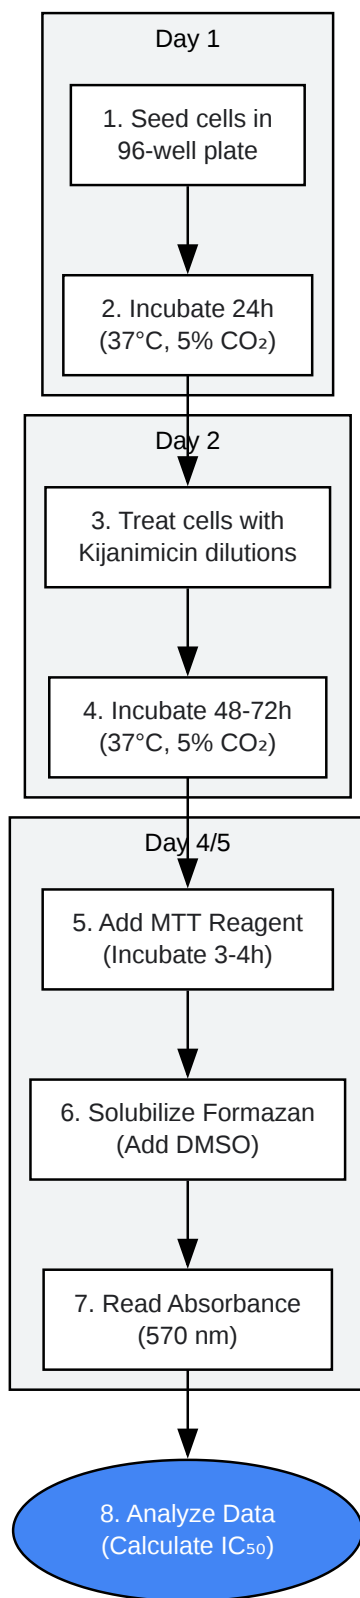 Day 1
1. Seed cells in
96-well plate
2. Incubate 24h
(37°C, 5% CO₂)
Day 2
3. Treat cells with
Kijanimicin dilutions
4. Incubate 48-72h
(37°C, 5% CO₂)
Day 4/5
5. Add MTT Reagent
(Incubate 3-4h)
6. Solubilize Formazan
(Add DMSO)
7. Read Absorbance
(570 nm)
8. Analyze Data
(Calculate IC₅₀)